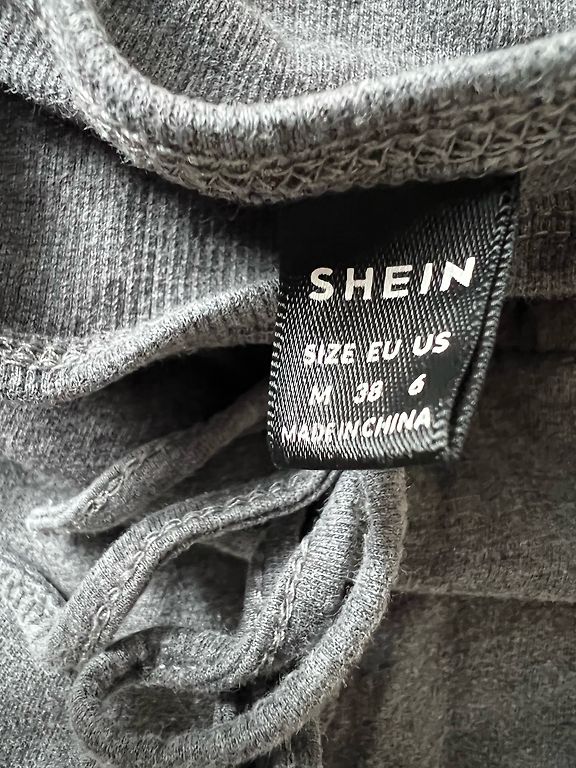 SHEIN
SIZE EU US
M 38 6
MADE IN CHINA